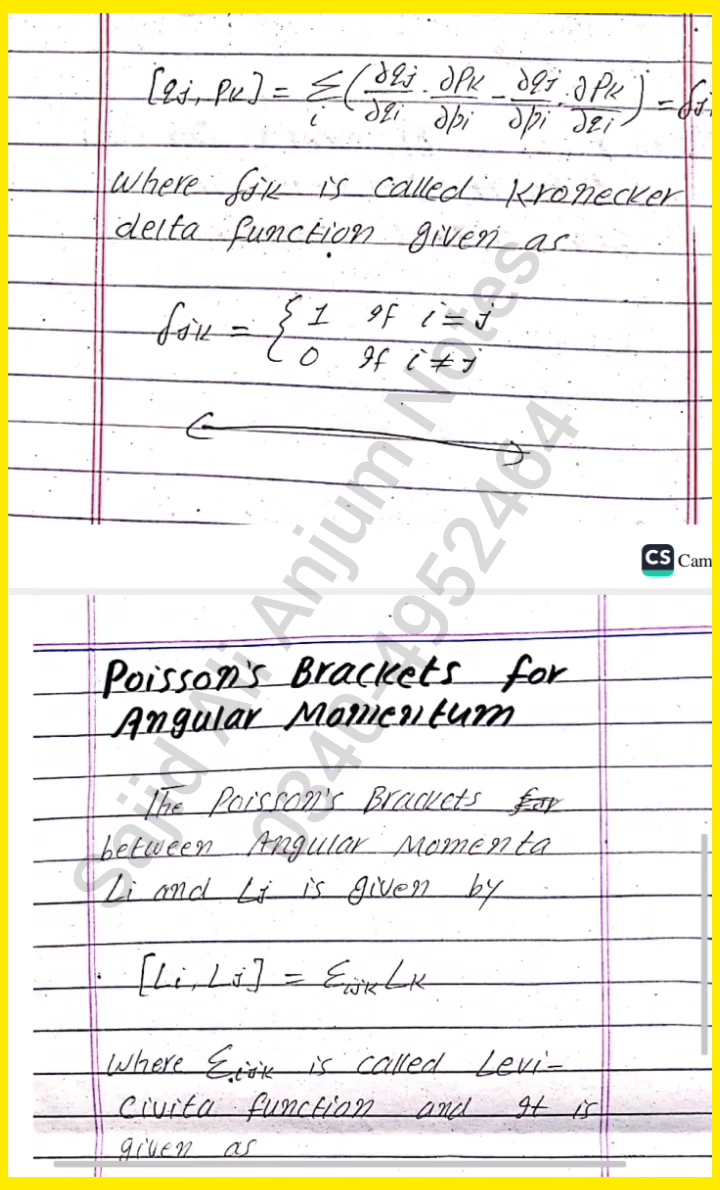 [qj, Pk] = Σi (∂qj/∂qi · ∂Pk/∂pi − ∂qj/∂pi · ∂Pk/∂qi) = δj
Where δjk is called Kronecker
delta function given as
δjk = { 1 If i = j
0 If i ≠ j
CS Cam
Poisson's Brackets for
Angular Momentum
The Poisson's Brackets for
between Angular Momenta
Li and Lj is given by
[Li, Lj] = Σijk Lk
Where Σijk is called Levi-
Civita function and It is
given as
Sajid Ali Anjum Notes
0340-4952464